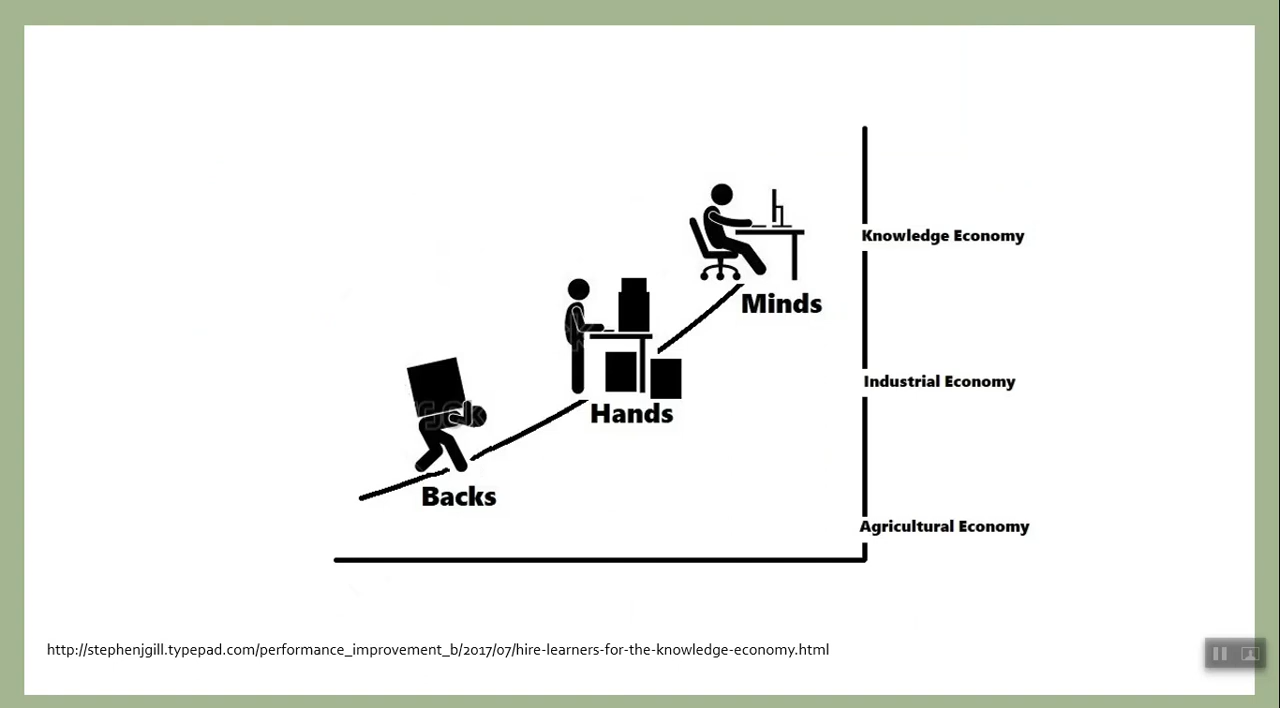 Knowledge Economy
Minds
Industrial Economy
Hands
Backs
Agricultural Economy
http://stephenjgill.typepad.com/performance_improvement_b/2017/07/hire-learners-for-the-knowledge-economy.html